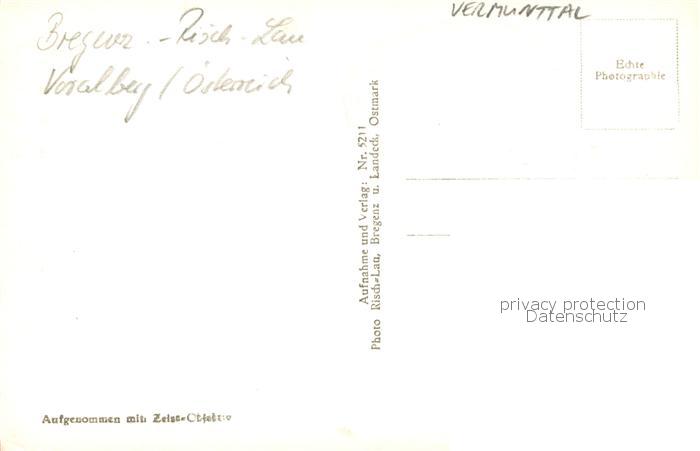 VERMUNTTAL
Bregenz - Risch-Lau
Voralberg / Österreich
Echte
Photographie
Aufnahme und Verlag: Nr. 5211
Photo Risch-Lau, Bregenz u. Landeck, Ostmark
privacy protection
Datenschutz
Aufgenommen mit Zeiss-Objektiv